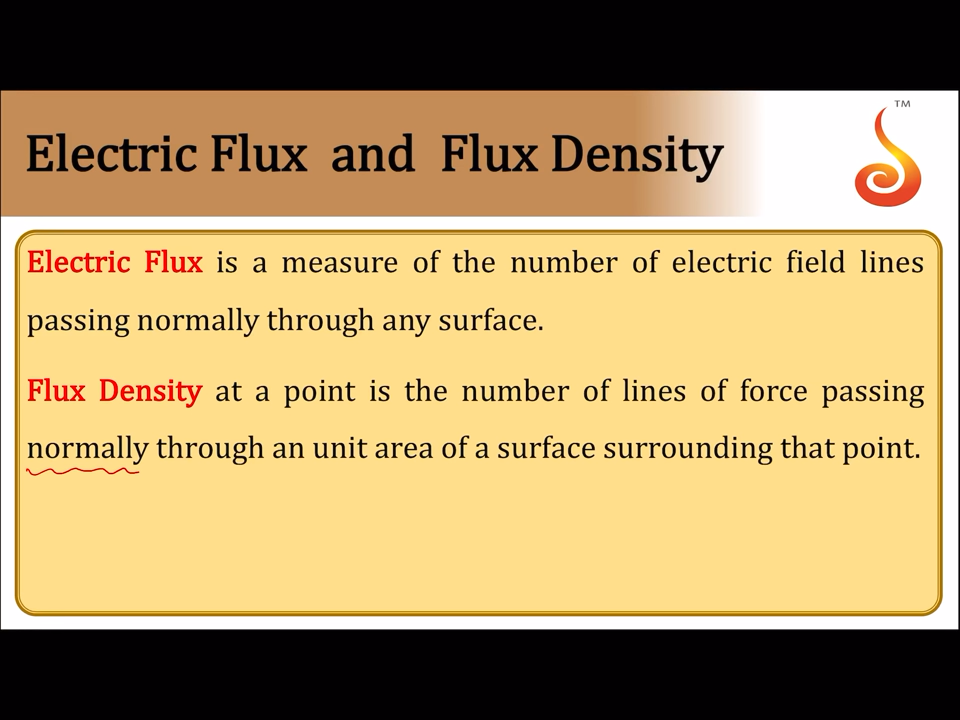 TM
Electric Flux and Flux Density
Electric Flux is a measure of the number of electric field lines
passing normally through any surface.
Flux Density at a point is the number of lines of force passing
normally through an unit area of a surface surrounding that point.